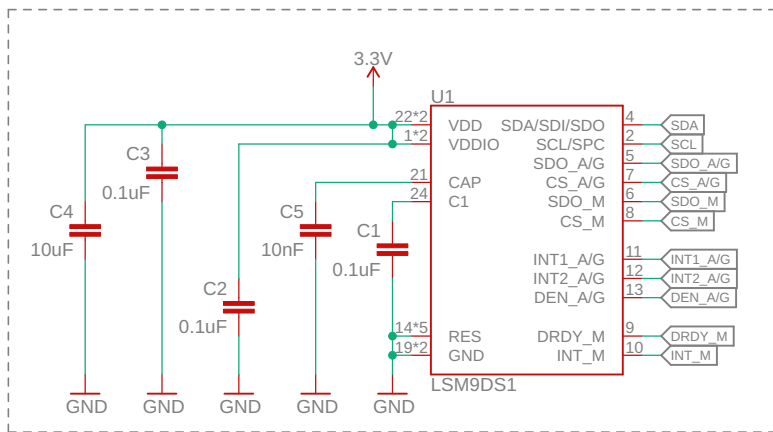 3.3V
U1
22*2 VDD SDA/SDI/SDO 4 SDA
1*2 VDDIO SCL/SPC 2 SCL
SDO_A/G 5 SDO_A/G
21 CAP CS_A/G 7 CS_A/G
24 C1 SDO_M 6 SDO_M
CS_M 8 CS_M
INT1_A/G 11 INT1_A/G
INT2_A/G 12 INT2_A/G
DEN_A/G 13 DEN_A/G
14*5 RES DRDY_M 9 DRDY_M
19*2 GND INT_M 10 INT_M
LSM9DS1
C3
0.1uF
C4
10uF
C5
10nF
C1
0.1uF
C2
0.1uF
GND GND GND GND GND